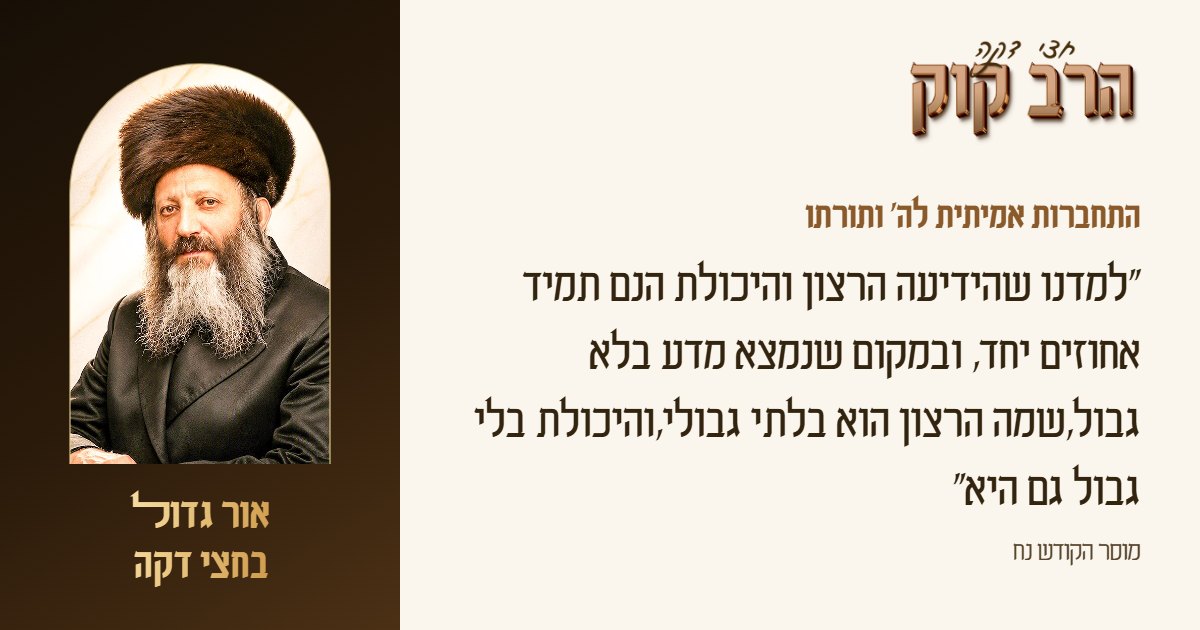 חצי דקה
הרב קוק
התחברות אמיתית לה' ותורתו
"למדנו שהידיעה הרצון והיכולת הנם תמיד
אחוזים יחד, ובמקום שנמצא מדע בלא
גבול,שמה הרצון הוא בלתי גבולי,והיכולת בלי
גבול גם היא"
מוסר הקודש נח
אור גדול
בחצי דקה